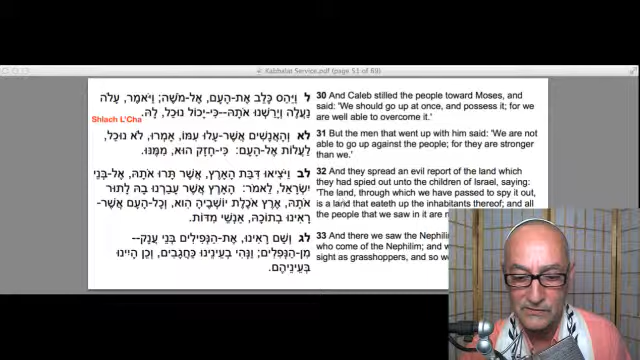 Kabbalat Service.pdf (page 51 of 69)
ל וַיַּהַס כָּלֵב אֶת-הָעָם, אֶל-מֹשֶׁה; וַיֹּאמֶר, עָלֹה
נַעֲלֶה וְיָרַשְׁנוּ אֹתָהּ--כִּי-יָכוֹל נוּכַל, לָהּ.
Shlach L'Cha
לא וְהָאֲנָשִׁים אֲשֶׁר-עָלוּ עִמּוֹ, אָמְרוּ, לֹא נוּכַל,
לַעֲלוֹת אֶל-הָעָם: כִּי-חָזָק הוּא, מִמֶּנּוּ.
לב וַיֹּצִיאוּ דִּבַּת הָאָרֶץ, אֲשֶׁר תָּרוּ אֹתָהּ, אֶל-בְּנֵי
יִשְׂרָאֵל, לֵאמֹר: הָאָרֶץ אֲשֶׁר עָבַרְנוּ בָהּ לָתוּר
אֹתָהּ, אֶרֶץ אֹכֶלֶת יוֹשְׁבֶיהָ הִוא, וְכָל-הָעָם אֲשֶׁר-
רָאִינוּ בְתוֹכָהּ, אַנְשֵׁי מִדּוֹת.
לג וְשָׁם רָאִינוּ, אֶת-הַנְּפִילִים בְּנֵי עֲנָק--
מִן-הַנְּפִלִים; וַנְּהִי בְעֵינֵינוּ כַּחֲגָבִים, וְכֵן הָיִינוּ
בְּעֵינֵיהֶם.
30 And Caleb stilled the people toward Moses, and
said: 'We should go up at once, and possess it; for we
are well able to overcome it.'
31 But the men that went up with him said: 'We are not
able to go up against the people; for they are stronger
than we.'
32 And they spread an evil report of the land which
they had spied out unto the children of Israel, saying:
'The land, through which we have passed to spy it out,
is a land that eateth up the inhabitants thereof; and all
the people that we saw in it are
33 And there we saw the Nephilim
who come of the Nephilim; and
sight as grasshoppers, and so